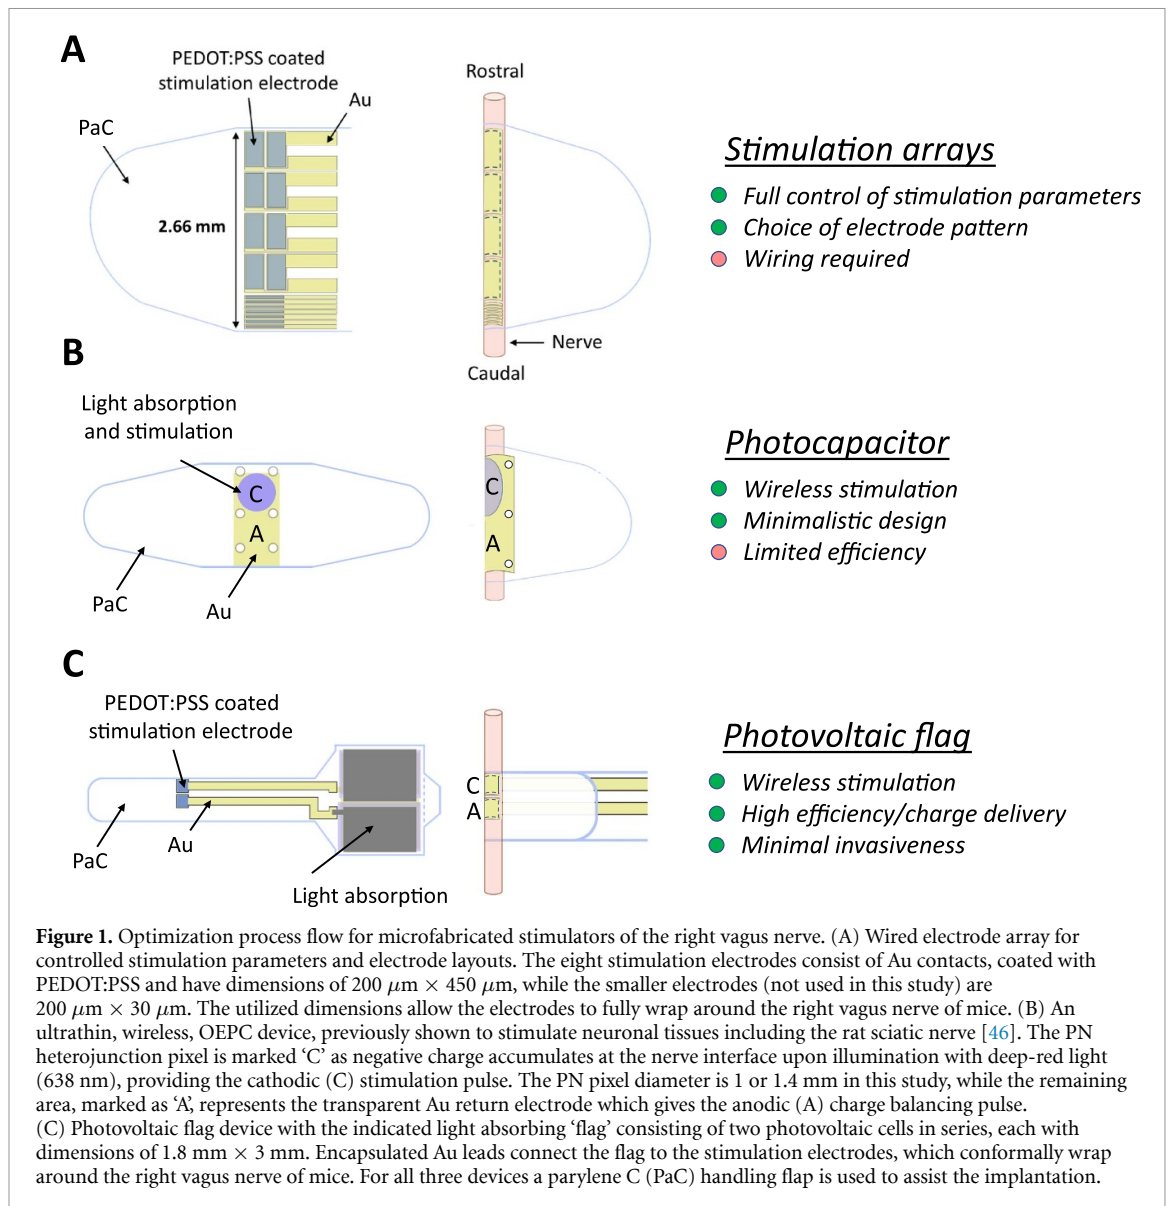 A
PEDOT:PSS coated
stimulation electrode
Au
PaC
2.66 mm
Rostral
Nerve
Caudal
Stimulation arrays
Full control of stimulation parameters
Choice of electrode pattern
Wiring required
B
Light absorption
and stimulation
C
A
PaC
Au
C
A
Photocapacitor
Wireless stimulation
Minimalistic design
Limited efficiency
C
PEDOT:PSS coated
stimulation electrode
PaC
Au
Light absorption
C
A
Photovoltaic flag
Wireless stimulation
High efficiency/charge delivery
Minimal invasiveness
Figure 1. Optimization process flow for microfabricated stimulators of the right vagus nerve. (A) Wired electrode array for
controlled stimulation parameters and electrode layouts. The eight stimulation electrodes consist of Au contacts, coated with
PEDOT:PSS and have dimensions of 200 μm × 450 μm, while the smaller electrodes (not used in this study) are
200 μm × 30 μm. The utilized dimensions allow the electrodes to fully wrap around the right vagus nerve of mice. (B) An
ultrathin, wireless, OEPC device, previously shown to stimulate neuronal tissues including the rat sciatic nerve [46]. The PN
heterojunction pixel is marked ‘C’ as negative charge accumulates at the nerve interface upon illumination with deep-red light
(638 nm), providing the cathodic (C) stimulation pulse. The PN pixel diameter is 1 or 1.4 mm in this study, while the remaining
area, marked as ‘A’, represents the transparent Au return electrode which gives the anodic (A) charge balancing pulse.
(C) Photovoltaic flag device with the indicated light absorbing ‘flag’ consisting of two photovoltaic cells in series, each with
dimensions of 1.8 mm × 3 mm. Encapsulated Au leads connect the flag to the stimulation electrodes, which conformally wrap
around the right vagus nerve of mice. For all three devices a parylene C (PaC) handling flap is used to assist the implantation.